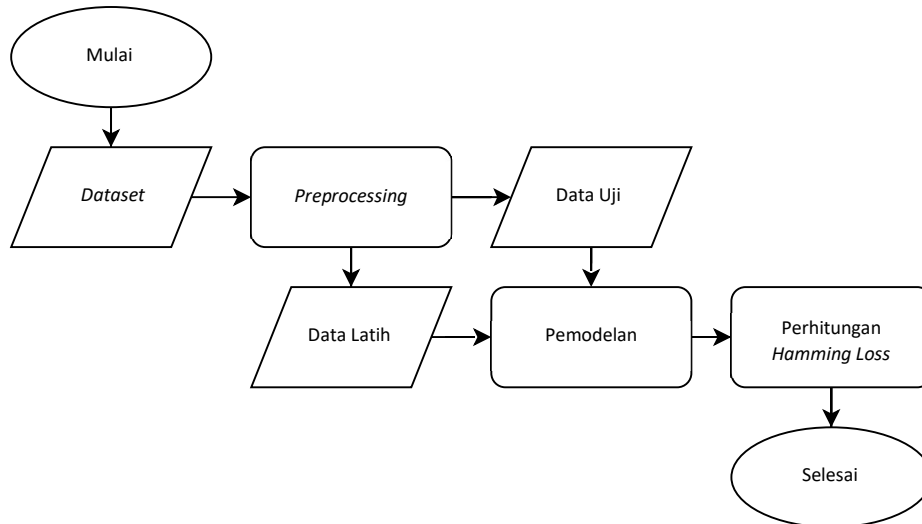 Mulai
Dataset
Preprocessing
Data Uji
Data Latih
Pemodelan
Perhitungan
Hamming Loss
Selesai